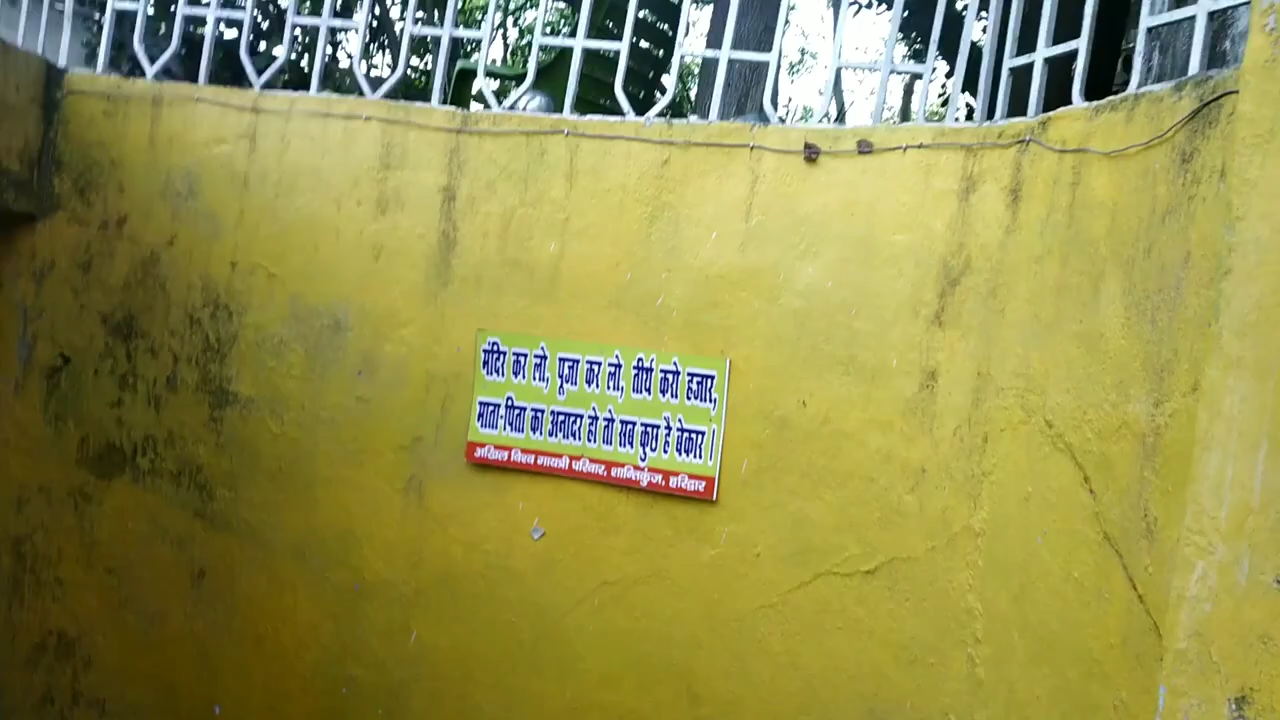 मंदिर कर लो, पूजा कर लो, तीर्थ करो हजार,
माता-पिता का अनादर हो तो सब कुछ है बेकार ।
अखिल विश्व गायत्री परिवार, शान्तिकुंज, हरिद्वार